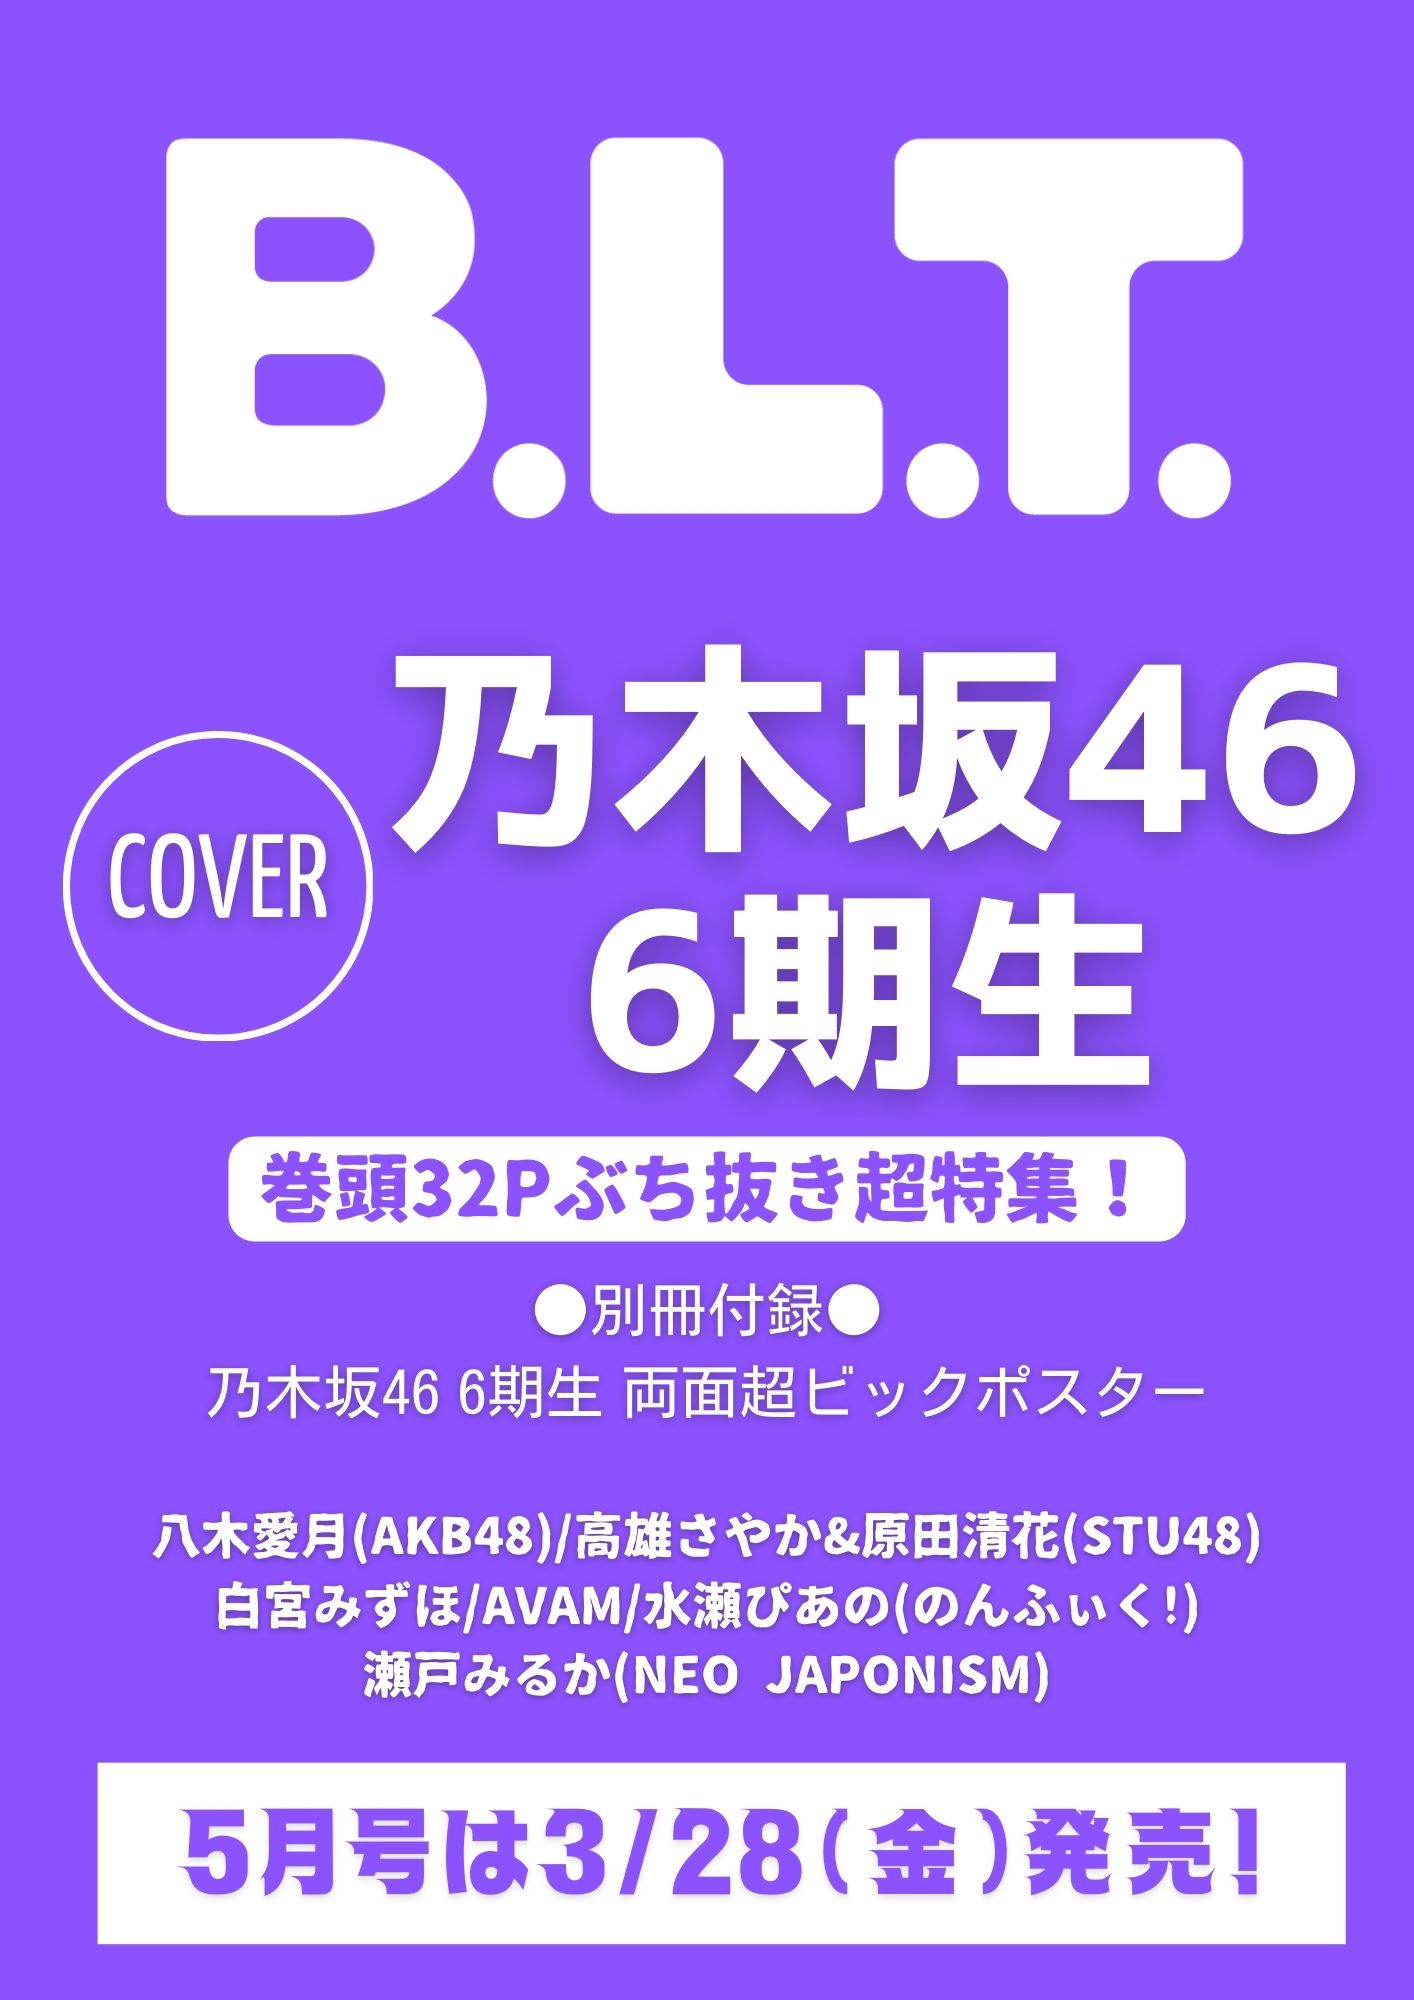 B.L.T.
COVER
乃木坂46
6期生
巻頭32Pぶち抜き超特集！
●別冊付録●
乃木坂46 6期生 両面超ビックポスター
八木愛月(AKB48)/高雄さやか&原田清花(STU48)
白宮みずほ/AVAM/水瀬ぴあの(のんふぃく!)
瀬戸みるか(NEO JAPONISM)
5月号は3/28(金)発売!